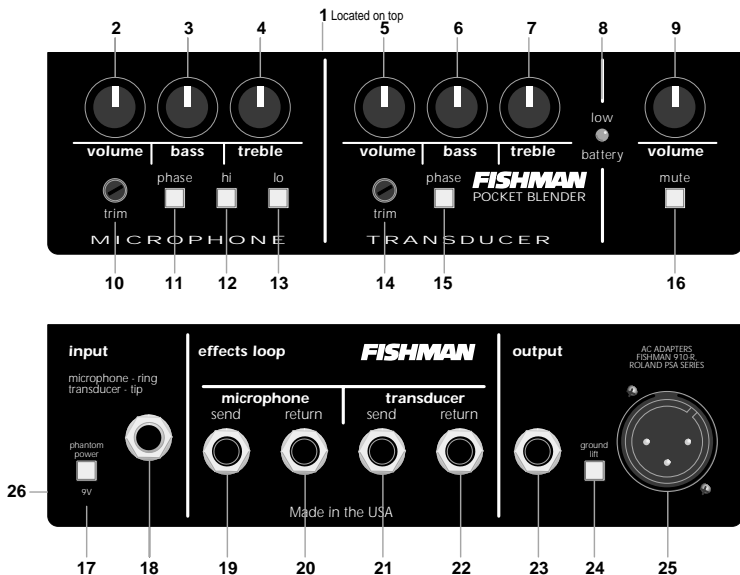 1 Located on top
2 3 4 5 6 7 8 9
low
battery
volume bass treble volume bass treble volume
phase hi lo phase mute
FISHMAN
POCKET BLENDER
trim trim
MICROPHONE TRANSDUCER
10 11 12 13 14 15 16
input effects loop FISHMAN output
AC ADAPTERS
FISHMAN 910-R,
ROLAND PSA SERIES
microphone - ring
transducer - tip
microphone transducer
send return send return
phantom
power
ground
lift
9V
26
Made in the USA
17 18 19 20 21 22 23 24 25